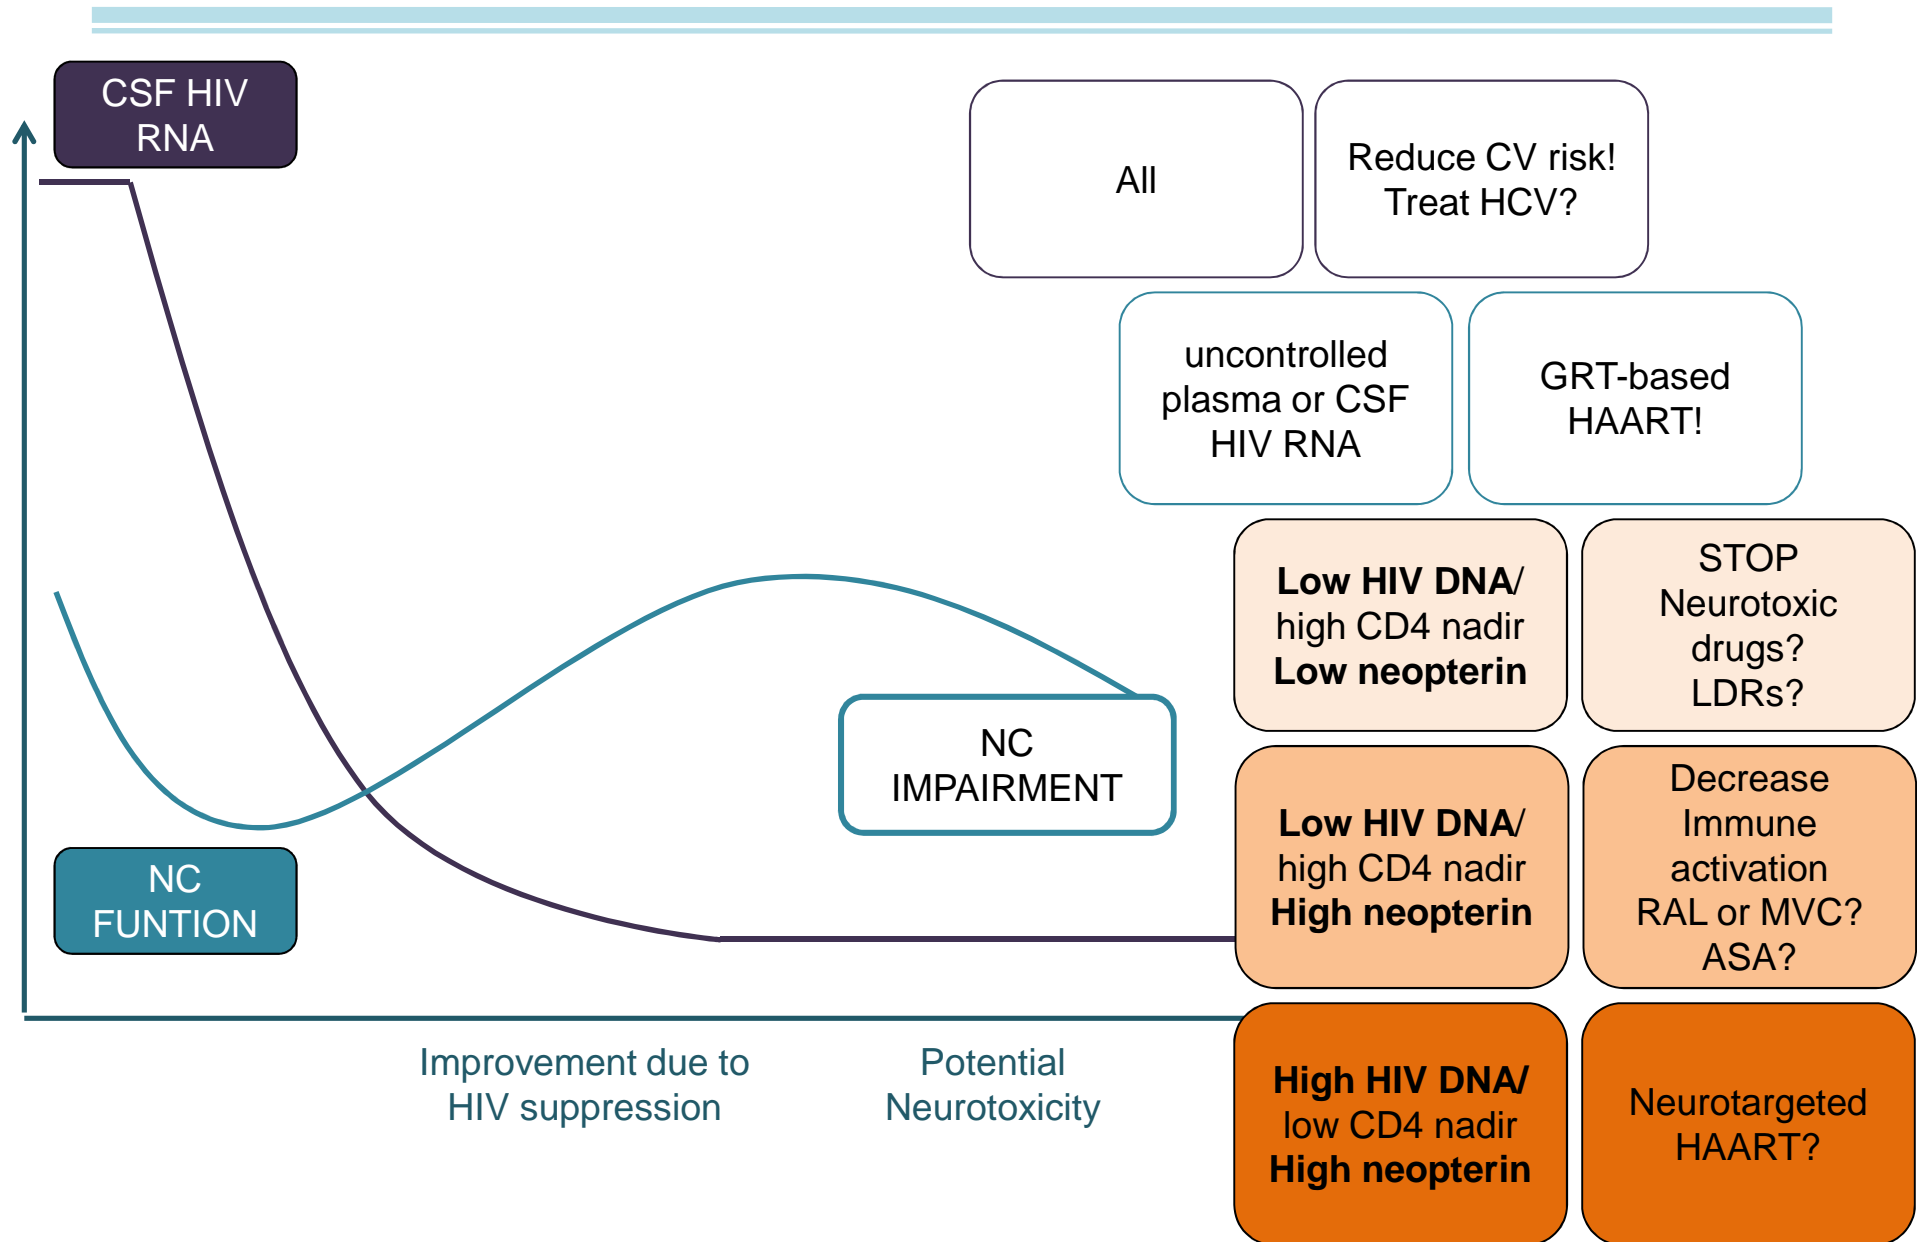 CSF HIV
RNA
All
Reduce CV risk!
Treat HCV?
uncontrolled
plasma or CSF
HIV RNA
GRT-based
HAART!
Low HIV DNA/
high CD4 nadir
Low neopterin
STOP
Neurotoxic
drugs?
LDRs?
NC
IMPAIRMENT
Low HIV DNA/
high CD4 nadir
High neopterin
Decrease
Immune
activation
RAL or MVC?
ASA?
NC
FUNTION
Improvement due to
HIV suppression
Potential
Neurotoxicity
High HIV DNA/
low CD4 nadir
High neopterin
Neurotargeted
HAART?